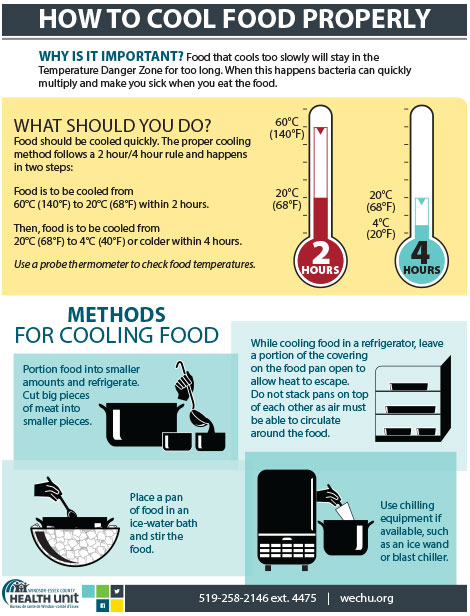 HOW TO COOL FOOD PROPERLY
WHY IS IT IMPORTANT? Food that cools too slowly will stay in the
Temperature Danger Zone for too long. When this happens bacteria can quickly
multiply and make you sick when you eat the food.
WHAT SHOULD YOU DO?
Food should be cooled quickly. The proper cooling
method follows a 2 hour/4 hour rule and happens
in two steps:
Food is to be cooled from
60°C (140°F) to 20°C (68°F) within 2 hours.
Then, food is to be cooled from
20°C (68°F) to 4°C (40°F) or colder within 4 hours.
Use a probe thermometer to check food temperatures.
60°C
(140°F)
20°C
(68°F)
2
HOURS
20°C
(68°F)
4°C
(20°F)
4
HOURS
METHODS
FOR COOLING FOOD
Portion food into smaller
amounts and refrigerate.
Cut big pieces
of meat into
smaller pieces.
While cooling food in a refrigerator, leave
a portion of the covering
on the food pan open to
allow heat to escape.
Do not stack pans on top
of each other as air must
be able to circulate
around the food.
Place a pan
of food in an
ice-water bath
and stir the
food.
Use chilling
equipment if
available, such
as an ice wand
or blast chiller.
WINDSOR-ESSEX COUNTY
HEALTH UNIT
Bureau de santé de Windsor-comté d'Essex
519-258-2146 ext. 4475 | wechu.org